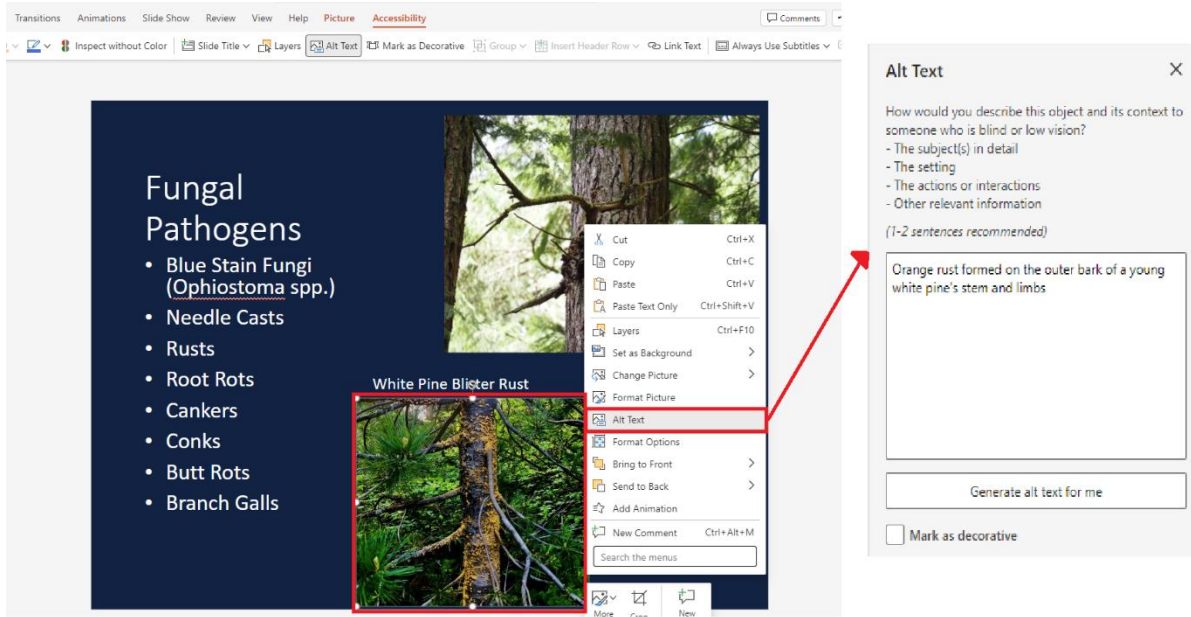 Transitions Animations Slide Show Review View Help Picture Accessibility Comments
Inspect without Color Slide Title Layers Alt Text Mark as Decorative Group Insert Header Row Link Text Always Use Subtitles
Fungal
Pathogens
• Blue Stain Fungi
(Ophiostoma spp.)
• Needle Casts
• Rusts
• Root Rots
• Cankers
• Conks
• Butt Rots
• Branch Galls
White Pine Blister Rust
Cut Ctrl+X
Copy Ctrl+C
Paste Ctrl+V
Paste Text Only Ctrl+Shift+V
Layers Ctrl+F10
Set as Background
Change Picture
Format Picture
Alt Text
Format Options
Bring to Front
Send to Back
Add Animation
New Comment Ctrl+Alt+M
Search the menus
More Crop New
Alt Text
How would you describe this object and its context to
someone who is blind or low vision?
- The subject(s) in detail
- The setting
- The actions or interactions
- Other relevant information
(1-2 sentences recommended)
Orange rust formed on the outer bark of a young
white pine's stem and limbs
Generate alt text for me
Mark as decorative